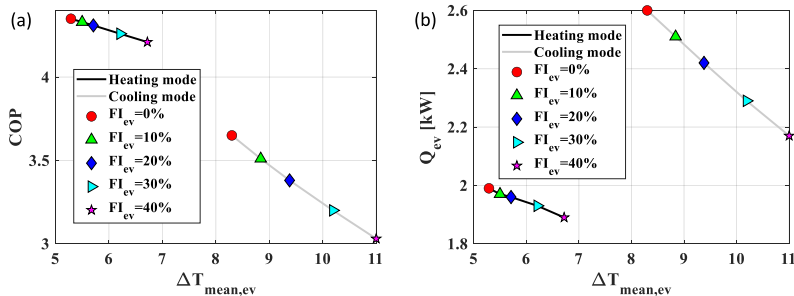 (a)
COP
4
3.5
3
5
6
7
8
9
10
11
ΔT_mean,ev
Heating mode
Cooling mode
FI_ev=0%
FI_ev=10%
FI_ev=20%
FI_ev=30%
FI_ev=40%
(b)
Q_ev [kW]
2.6
2.4
2.2
2
1.8
5
6
7
8
9
10
11
ΔT_mean,ev
Heating mode
Cooling mode
FI_ev=0%
FI_ev=10%
FI_ev=20%
FI_ev=30%
FI_ev=40%